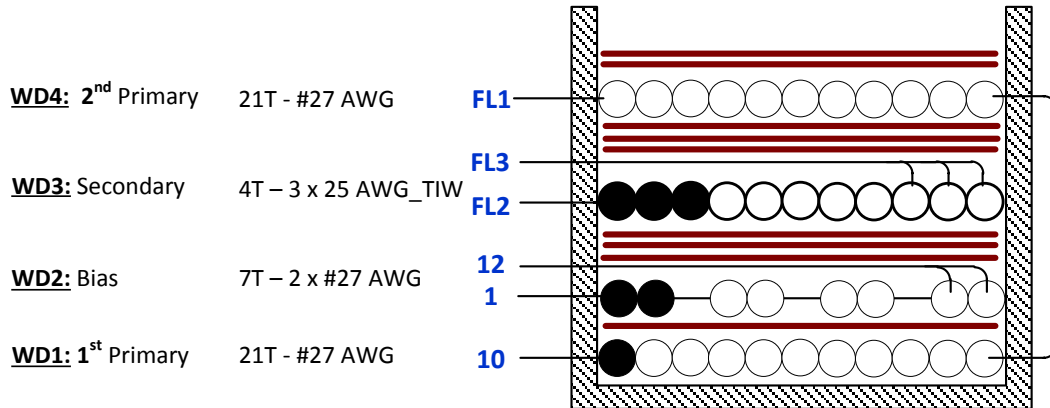 WD4: 2nd Primary 21T - #27 AWG FL1
FL3
WD3: Secondary 4T – 3 x 25 AWG_TIW FL2
12
WD2: Bias 7T – 2 x #27 AWG 1
WD1: 1st Primary 21T - #27 AWG 10